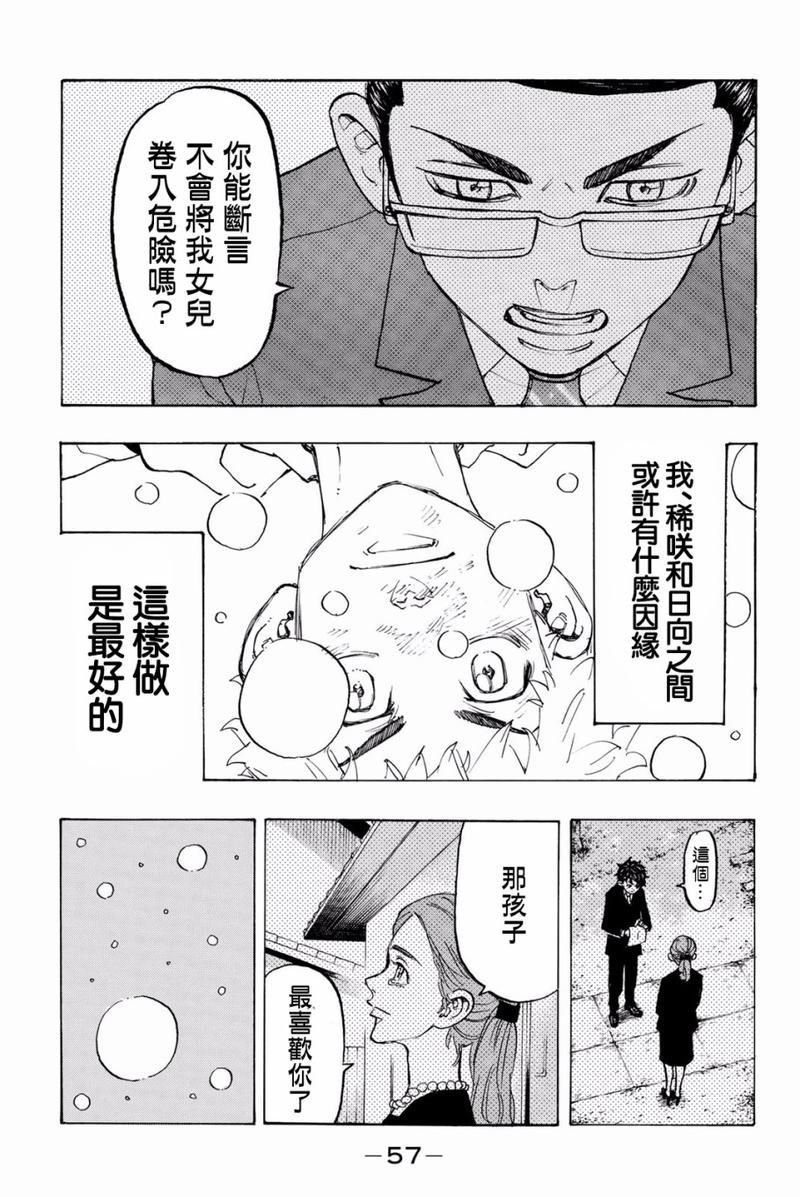 你能斷言
不會將我女兒
卷入危險嗎？
我、稀咲和日向之間
或許有什麼因緣
這樣做
是最好的
這個…
那孩子
最喜歡你了
—57—